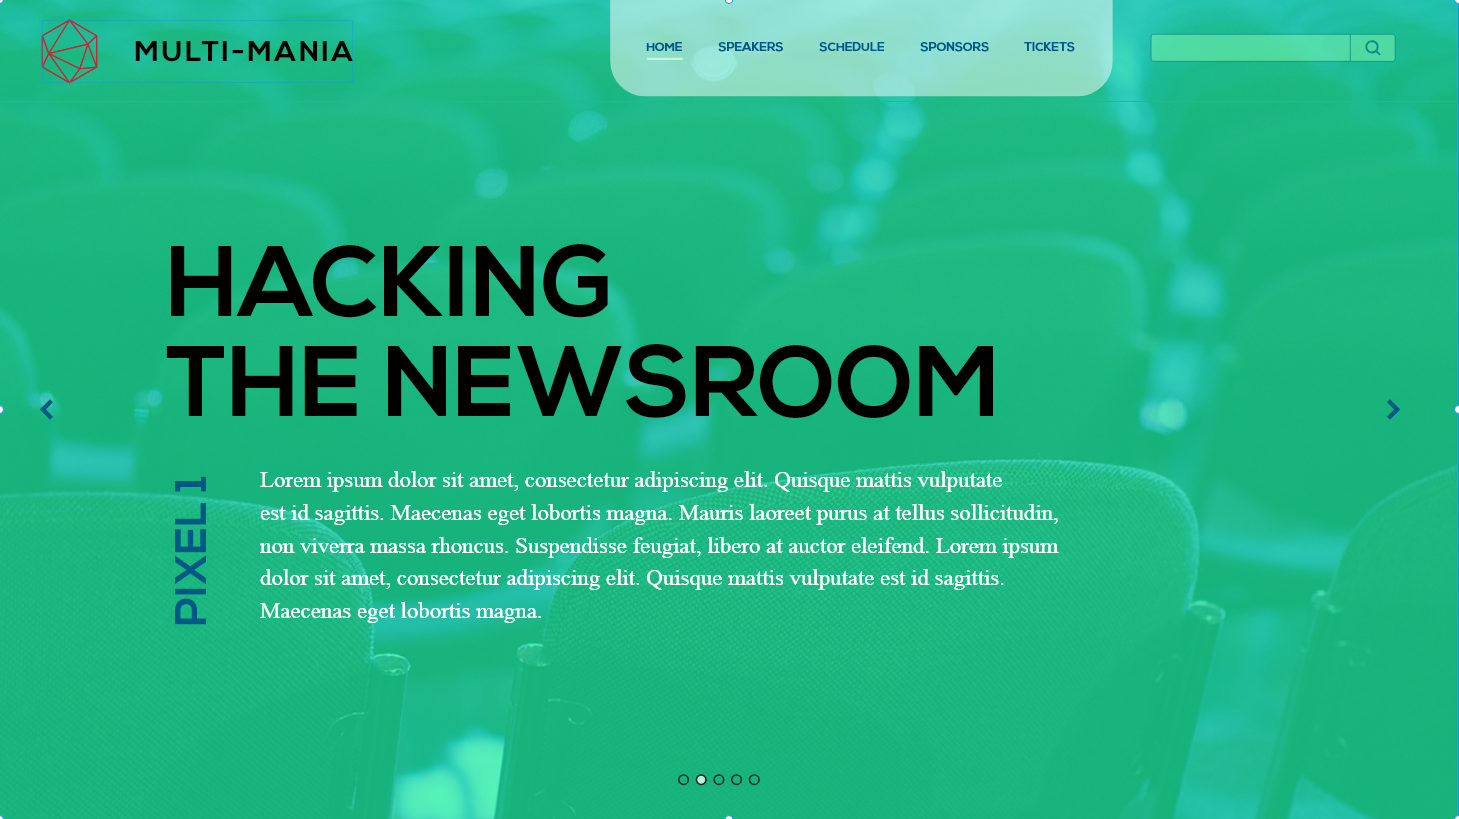 MULTI-MANIA
HOME SPEAKERS SCHEDULE SPONSORS TICKETS
HACKING
THE NEWSROOM
PIXEL 1
Lorem ipsum dolor sit amet, consectetur adipiscing elit. Quisque mattis vulputate
est id sagittis. Maecenas eget lobortis magna. Mauris laoreet purus at tellus sollicitudin,
non viverra massa rhoncus. Suspendisse feugiat, libero at auctor eleifend. Lorem ipsum
dolor sit amet, consectetur adipiscing elit. Quisque mattis vulputate est id sagittis.
Maecenas eget lobortis magna.